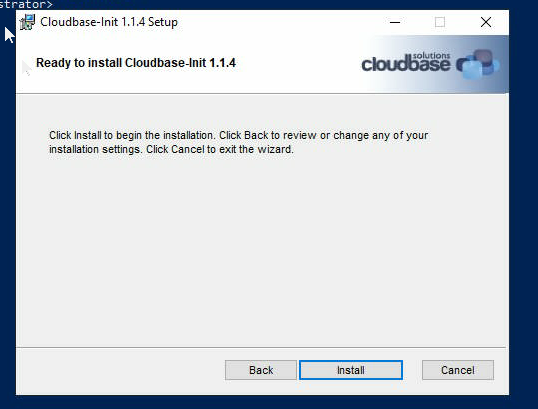 strator>
Cloudbase-Init 1.1.4 Setup
Ready to install Cloudbase-Init 1.1.4
solutions
cloudbase
Click Install to begin the installation. Click Back to review or change any of your
installation settings. Click Cancel to exit the wizard.
Back Install Cancel